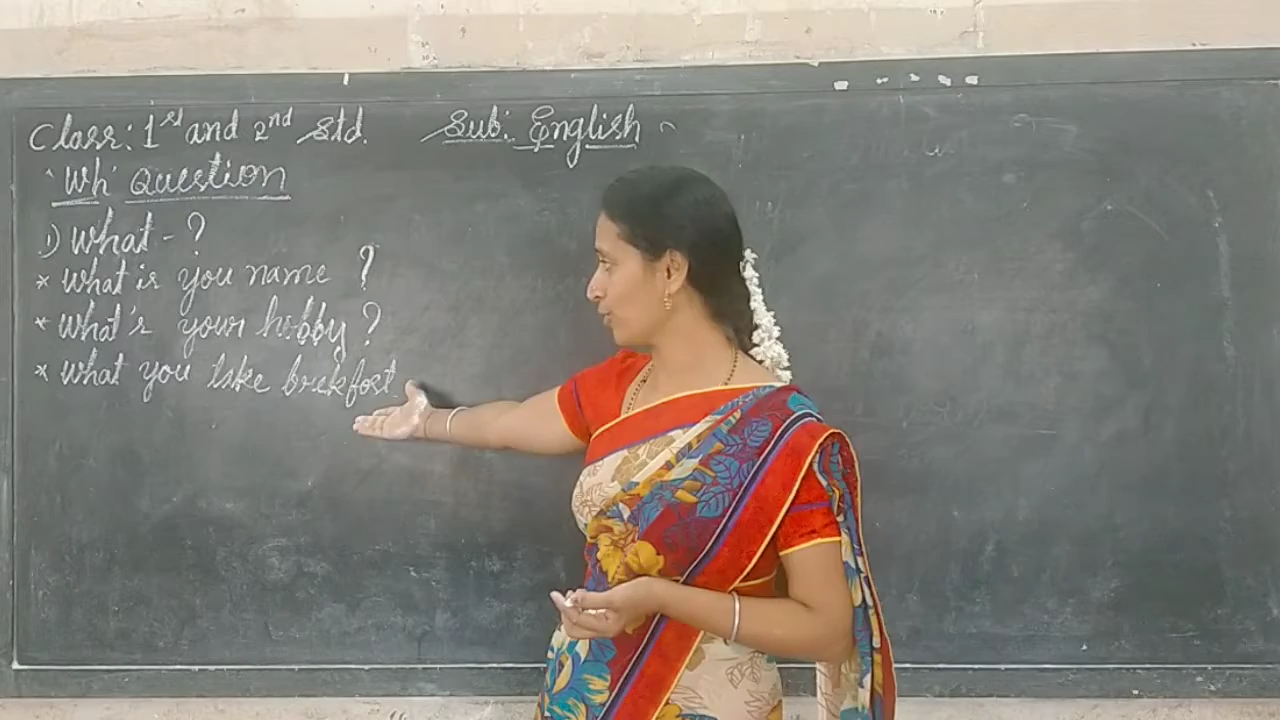 Class: 1st and 2nd Std. Sub: English
'Wh' Question
1) What - ?
* What is you name ?
* What's your hobby ?
* What you like breckfost